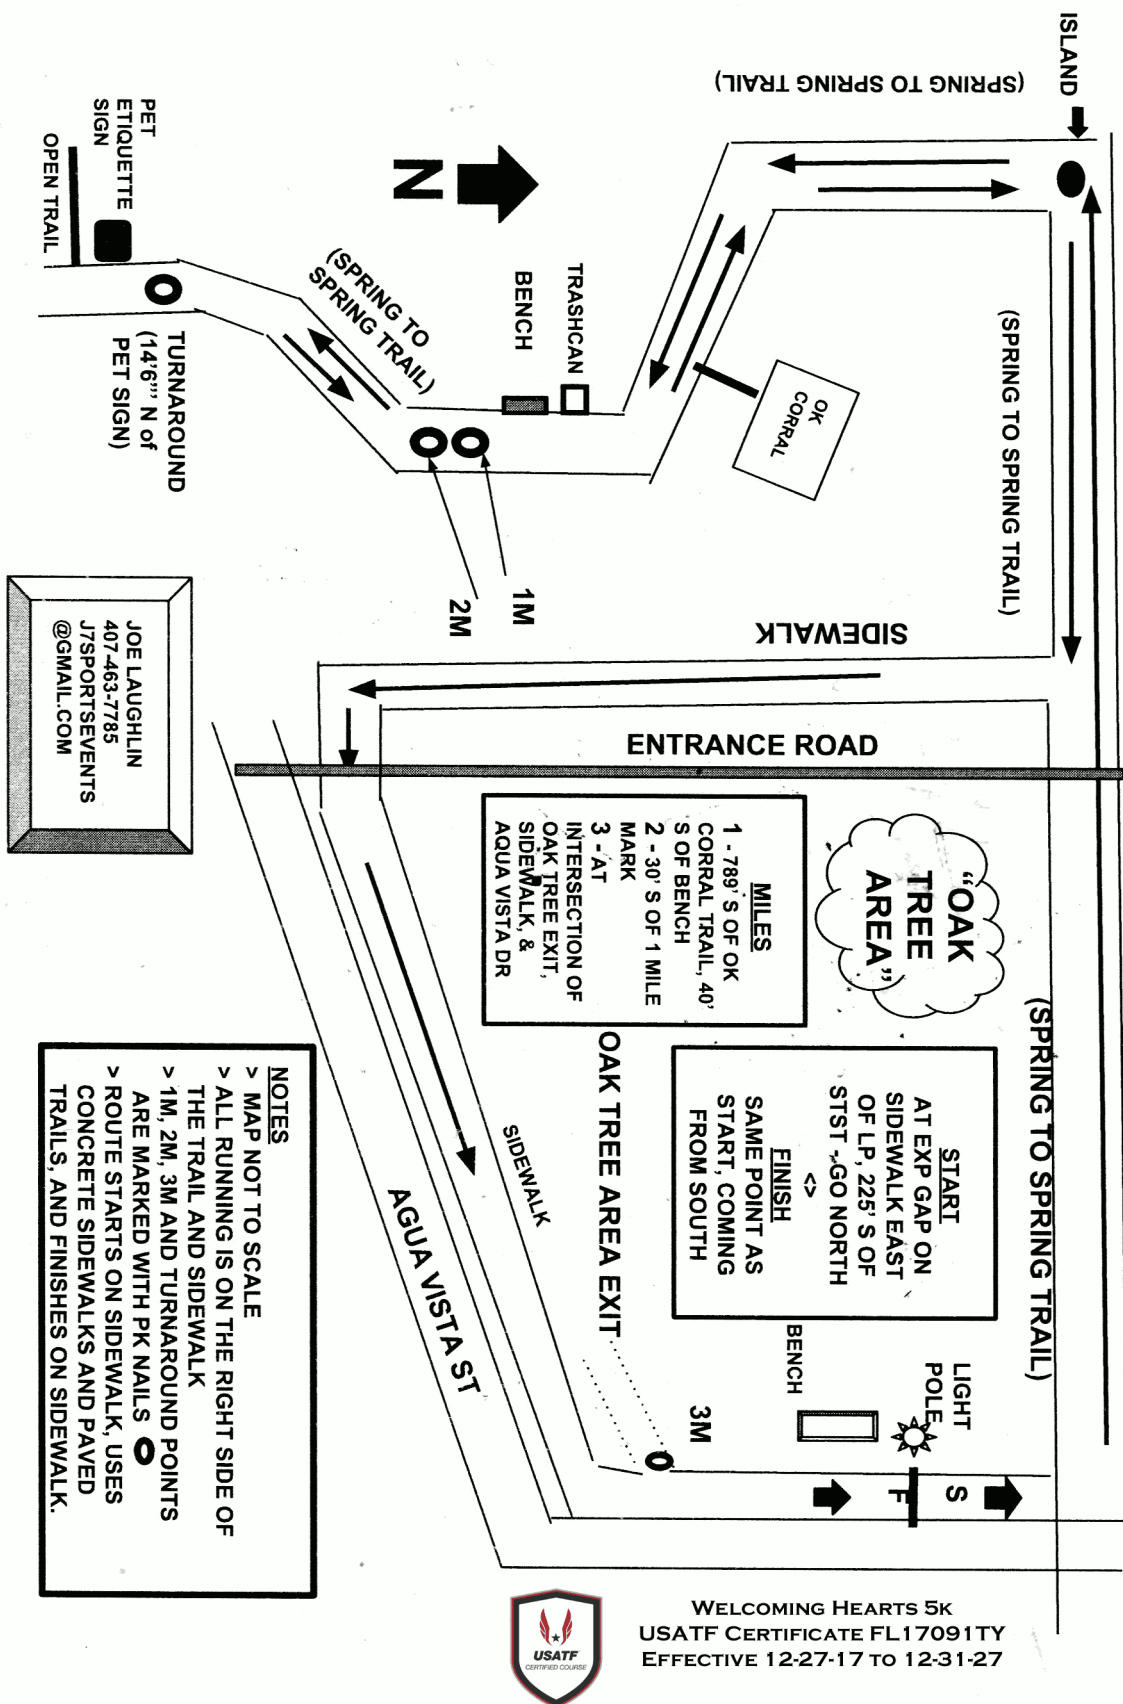 ISLAND
(SPRING TO SPRING TRAIL)
PET
ETIQUETTE
SIGN
OPEN TRAIL
N
TRASHCAN
BENCH
(SPRING TO
SPRING TRAIL)
TURNAROUND
(14'6"' N of
PET SIGN)
OK
CORRAL
(SPRING TO SPRING TRAIL)
1M
2M
SIDEWALK
JOE LAUGHLIN
407-463-7785
J7SPORTSEVENTS
@GMAIL.COM
ENTRANCE ROAD
"OAK
TREE
AREA"
MILES
1 - 789' S OF OK
CORRAL TRAIL, 40'
S OF BENCH
2 - 30' S OF 1 MILE
MARK
3 - AT
INTERSECTION OF
OAK TREE EXIT,
SIDEWALK, &
AQUA VISTA DR
(SPRING TO SPRING TRAIL)
START
AT EXP GAP ON
SIDEWALK EAST
OF LP, 225' S OF
STST - GO NORTH
<>
FINISH
SAME POINT AS
START, COMING
FROM SOUTH
OAK TREE AREA EXIT
SIDEWALK
AGUA VISTA ST
LIGHT
POLE
BENCH
3M
S
F
NOTES
> MAP NOT TO SCALE
> ALL RUNNING IS ON THE RIGHT SIDE OF
THE TRAIL AND SIDEWALK
> 1M, 2M, 3M AND TURNAROUND POINTS
ARE MARKED WITH PK NAILS
> ROUTE STARTS ON SIDEWALK, USES
CONCRETE SIDEWALKS AND PAVED
TRAILS, AND FINISHES ON SIDEWALK.
USATF
CERTIFIED COURSE
WELCOMING HEARTS 5K
USATF CERTIFICATE FL17091TY
EFFECTIVE 12-27-17 TO 12-31-27